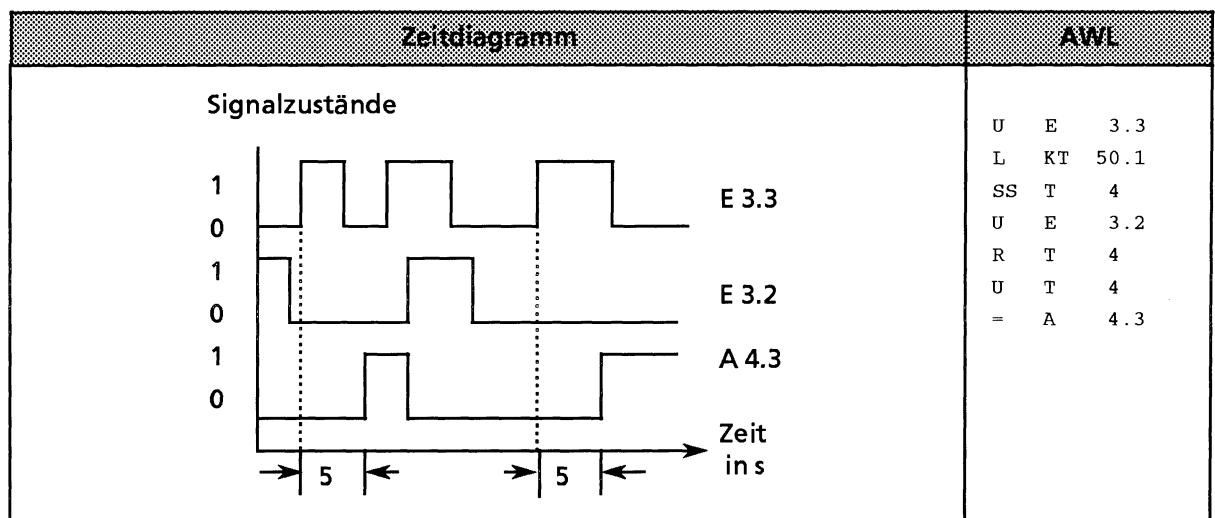 Zeitdiagramm
AWL
Signalzustände
1
0
E 3.3
1
0
E 3.2
1
0
A 4.3
Zeit
in s
5
5
U E 3.3
L KT 50.1
SS T 4
U E 3.2
R T 4
U T 4
= A 4.3